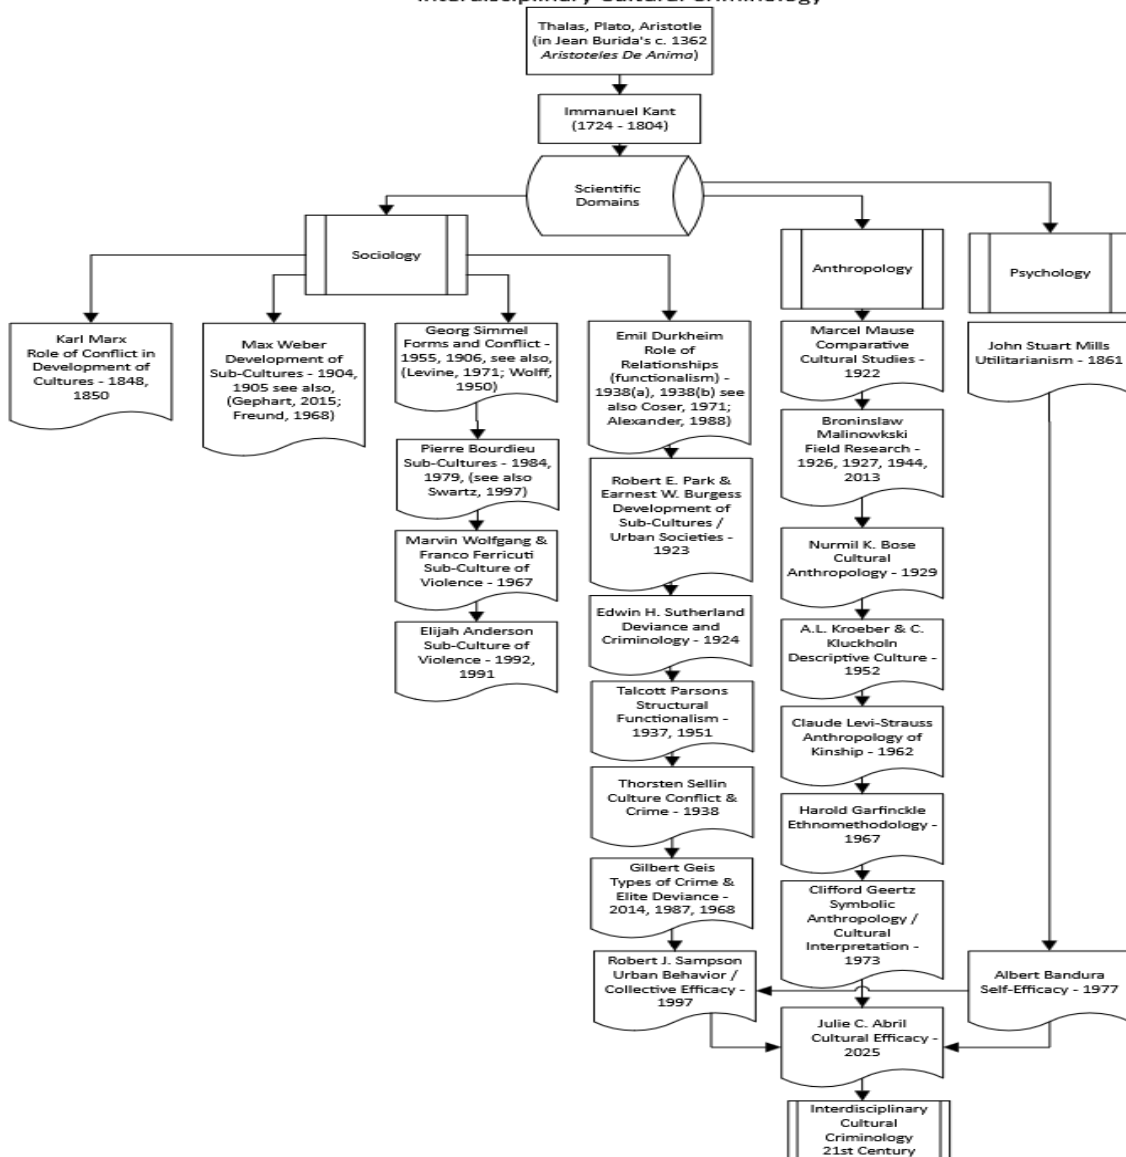 Interdisciplinary Cultural Criminology
Thalas, Plato, Aristotle
(in Jean Burida's c. 1362
Aristoteles De Anima)
Immanuel Kant
(1724 - 1804)
Scientific
Domains
Sociology
Anthropology
Psychology
Karl Marx
Role of Conflict in
Development of
Cultures - 1848,
1850
Max Weber
Development of
Sub-Cultures - 1904,
1905 see also,
(Gephart, 2015;
Freund, 1968)
Georg Simmel
Forms and Conflict -
1955, 1906, see also,
(Levine, 1971; Wolff,
1950)
Pierre Bourdieu
Sub-Cultures - 1984,
1979, (see also
Swartz, 1997)
Marvin Wolfgang &
Franco Ferricuti
Sub-Culture of
Violence - 1967
Elijah Anderson
Sub-Culture of
Violence - 1992,
1991
Emil Durkheim
Role of
Relationships
(functionalism) -
1938(a), 1938(b) see
also Coser, 1971;
Alexander, 1988)
Robert E. Park &
Earnest W. Burgess
Development of
Sub-Cultures /
Urban Societies -
1923
Edwin H. Sutherland
Deviance and
Criminology - 1924
Talcott Parsons
Structural
Functionalism -
1937, 1951
Thorsten Sellin
Culture Conflict &
Crime - 1938
Gilbert Geis
Types of Crime &
Elite Deviance -
2014, 1987, 1968
Robert J. Sampson
Urban Behavior /
Collective Efficacy -
1997
Marcel Mause
Comparative
Cultural Studies -
1922
Broninslaw
Malinowkski
Field Research -
1926, 1927, 1944,
2013
Nurmil K. Bose
Cultural
Anthropology - 1929
A.L. Kroeber & C.
Kluckholn
Descriptive Culture -
1952
Claude Levi-Strauss
Anthropology of
Kinship - 1962
Harold Garfinckle
Ethnomethodology -
1967
Clifford Geertz
Symbolic
Anthropology /
Cultural
Interpretation -
1973
John Stuart Mills
Utilitarianism - 1861
Albert Bandura
Self-Efficacy - 1977
Julie C. Abril
Cultural Efficacy -
2025
Interdisciplinary
Cultural
Criminology
21st Century